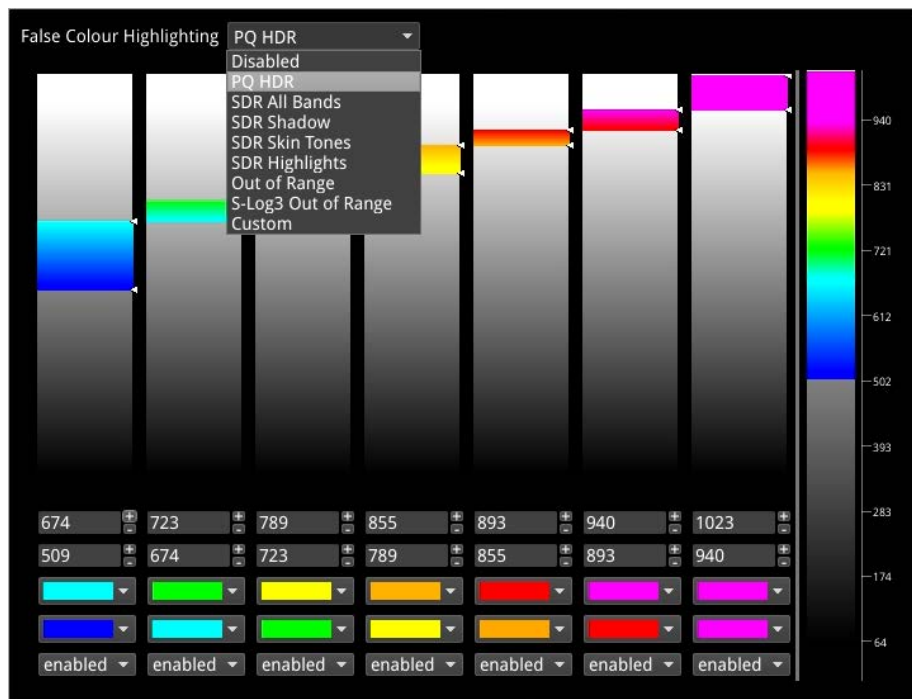 False Colour Highlighting PQ HDR
Disabled
PQ HDR
SDR All Bands
SDR Shadow
SDR Skin Tones
SDR Highlights
Out of Range
S-Log3 Out of Range
Custom
940
831
721
612
502
393
283
174
64
674 + - 723 + - 789 + - 855 + - 893 + - 940 + - 1023 + -
509 + - 674 + - 723 + - 789 + - 855 + - 893 + - 940 + -
enabled enabled enabled enabled enabled enabled enabled